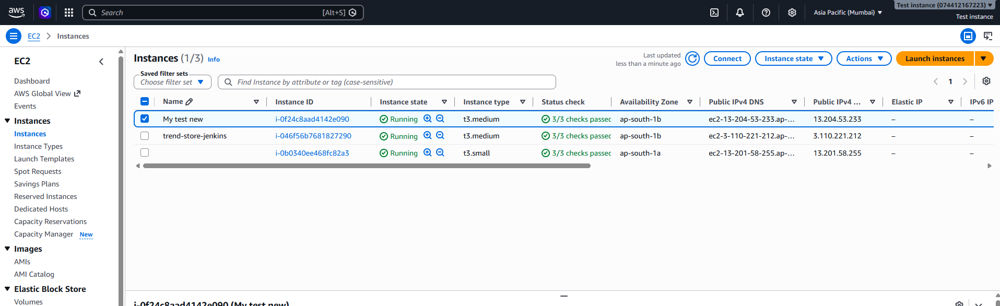 aws
Search [Alt+S]
Asia Pacific (Mumbai)
Test instance (074412167223)
Test instance
EC2 Instances
EC2
Dashboard
AWS Global View
Events
Instances
Instances
Instance Types
Launch Templates
Spot Requests
Savings Plans
Reserved Instances
Dedicated Hosts
Capacity Reservations
Capacity Manager New
Images
AMIs
AMI Catalog
Elastic Block Store
Volumes
Instances (1/3) Info
Last updated
less than a minute ago
Connect Instance state Actions Launch instances
Saved filter sets
Choose filter set Find Instance by attribute or tag (case-sensitive) 1
Name Instance ID Instance state Instance type Status check Availability Zone Public IPv4 DNS Public IPv4 ... Elastic IP IPv6 IP
My test new i-0f24c8aad4142e090 Running t3.medium 3/3 checks passed ap-south-1b ec2-13-204-53-233.ap-... 13.204.53.233 – –
trend-store-jenkins i-046f56b7681827290 Running t3.medium 3/3 checks passed ap-south-1b ec2-3-110-221-212.ap-... 3.110.221.212 – –
i-0b0340ee468fc82a3 Running t3.small 3/3 checks passed ap-south-1a ec2-13-201-58-255.ap-... 13.201.58.255 – –
i-0f24c8aad4142e090 (My test new)